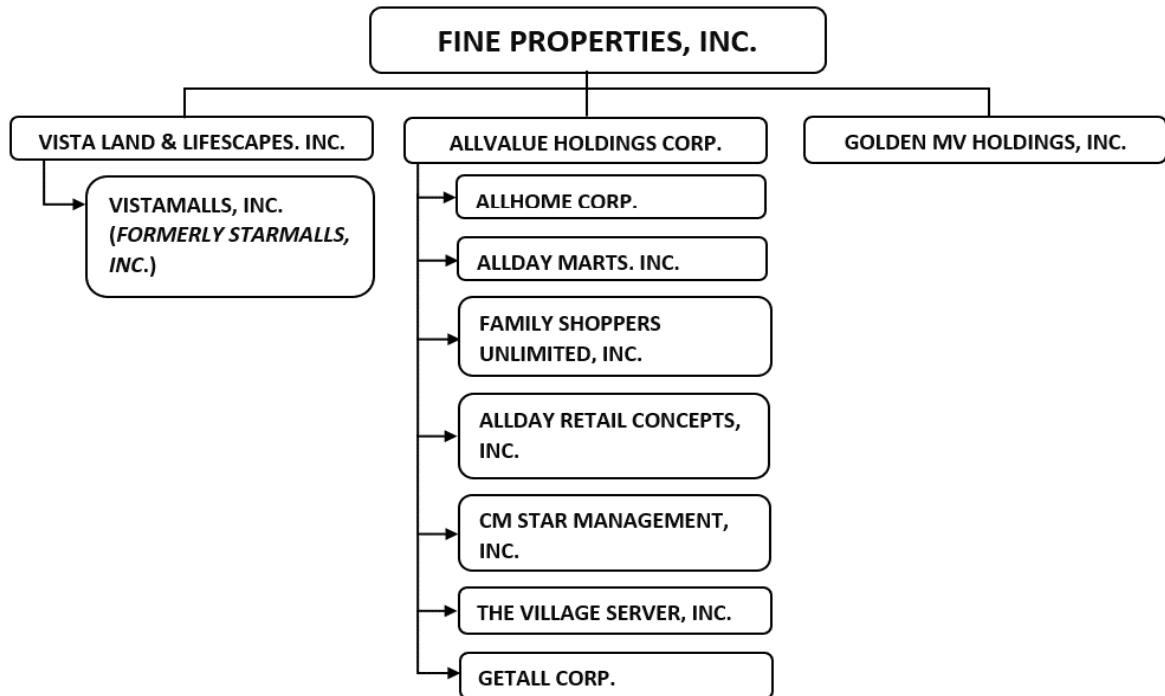 FINE PROPERTIES, INC.
VISTA LAND & LIFESCAPES. INC.
ALLVALUE HOLDINGS CORP.
GOLDEN MV HOLDINGS, INC.
VISTAMALLS, INC.
(FORMERLY STARMALLS,
INC.)
ALLHOME CORP.
ALLDAY MARTS. INC.
FAMILY SHOPPERS
UNLIMITED, INC.
ALLDAY RETAIL CONCEPTS,
INC.
CM STAR MANAGEMENT,
INC.
THE VILLAGE SERVER, INC.
GETALL CORP.